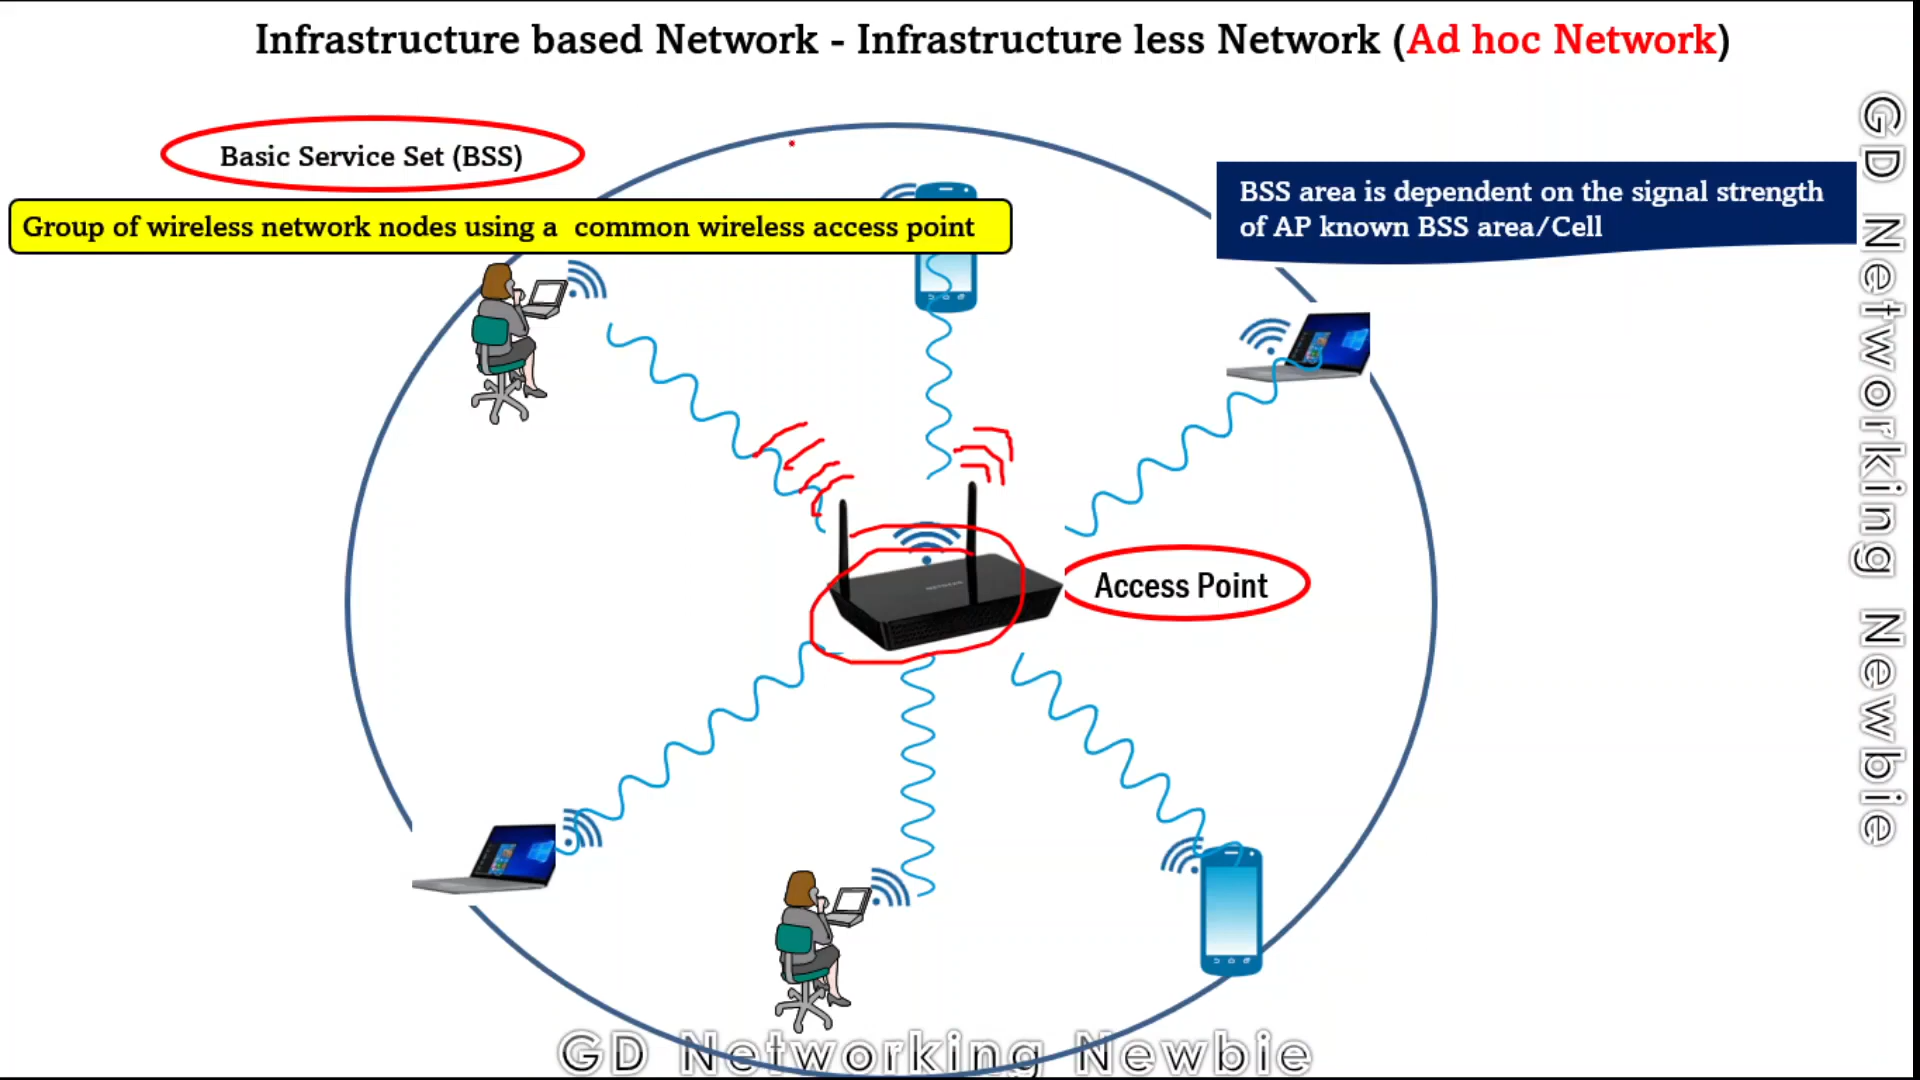 Infrastructure based Network - Infrastructure less Network (Ad hoc Network)
Basic Service Set (BSS)
Group of wireless network nodes using a common wireless access point
BSS area is dependent on the signal strength
of AP known BSS area/Cell
Access Point
NETGEAR
GD Networking Newbie
GD Networking Newbie